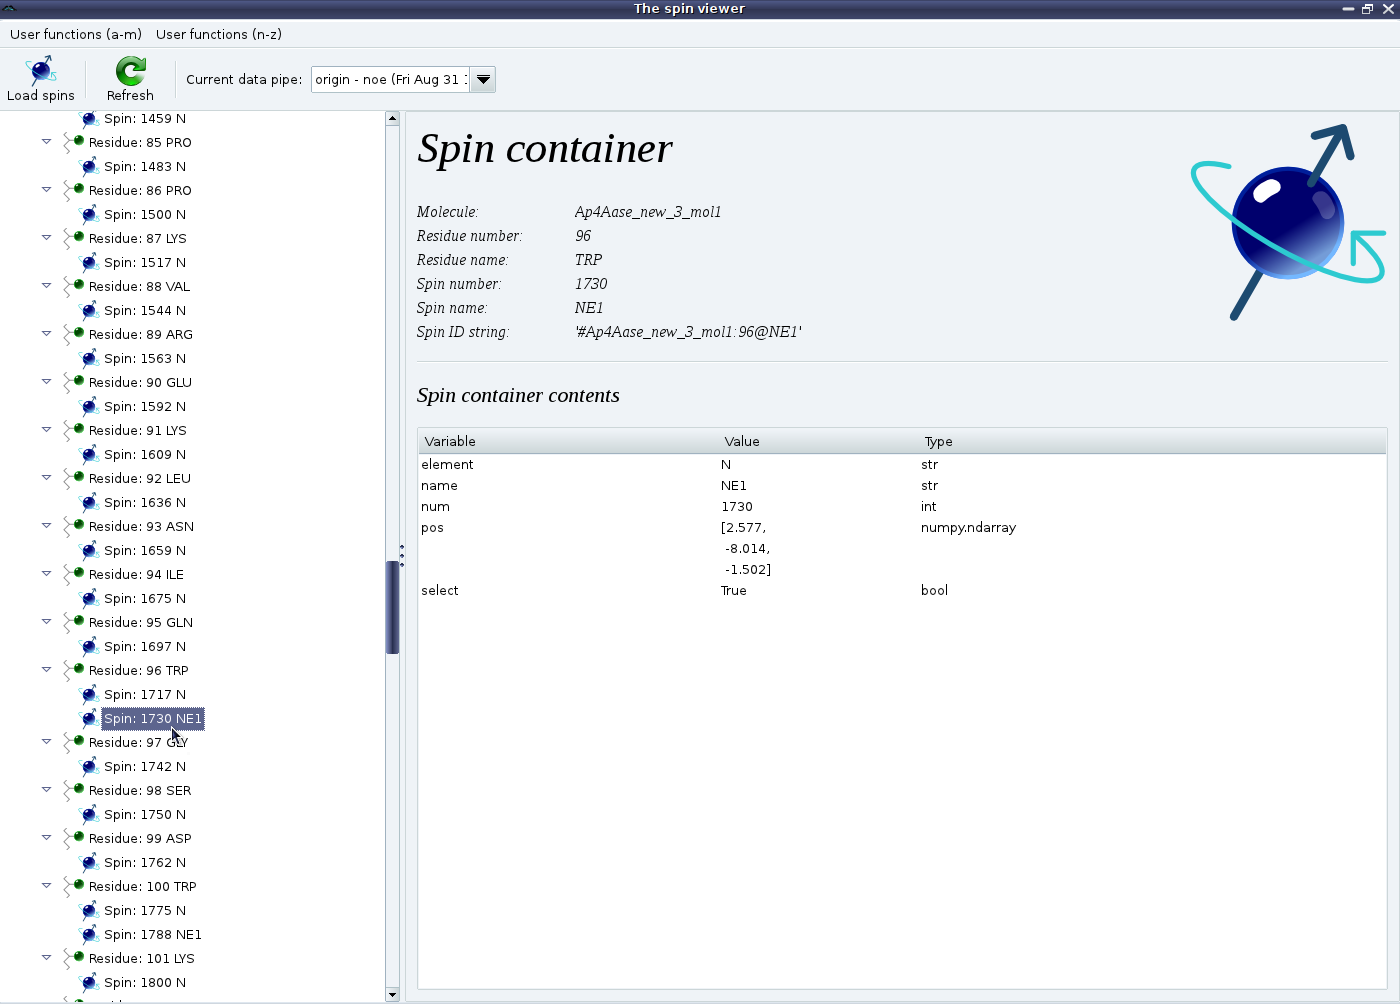 The spin viewer
User functions (a-m) User functions (n-z)
Load spins
Refresh
Current data pipe:
origin - noe (Fri Aug 31
Spin: 1459 N
Residue: 85 PRO
Spin: 1483 N
Residue: 86 PRO
Spin: 1500 N
Residue: 87 LYS
Spin: 1517 N
Residue: 88 VAL
Spin: 1544 N
Residue: 89 ARG
Spin: 1563 N
Residue: 90 GLU
Spin: 1592 N
Residue: 91 LYS
Spin: 1609 N
Residue: 92 LEU
Spin: 1636 N
Residue: 93 ASN
Spin: 1659 N
Residue: 94 ILE
Spin: 1675 N
Residue: 95 GLN
Spin: 1697 N
Residue: 96 TRP
Spin: 1717 N
Spin: 1730 NE1
Residue: 97 GLY
Spin: 1742 N
Residue: 98 SER
Spin: 1750 N
Residue: 99 ASP
Spin: 1762 N
Residue: 100 TRP
Spin: 1775 N
Spin: 1788 NE1
Residue: 101 LYS
Spin: 1800 N
Spin container
Molecule: Ap4Aase_new_3_mol1
Residue number: 96
Residue name: TRP
Spin number: 1730
Spin name: NE1
Spin ID string: '#Ap4Aase_new_3_mol1:96@NE1'
Spin container contents
Variable Value Type
element N str
name NE1 str
num 1730 int
pos [2.577, numpy.ndarray
-8.014,
-1.502]
select True bool